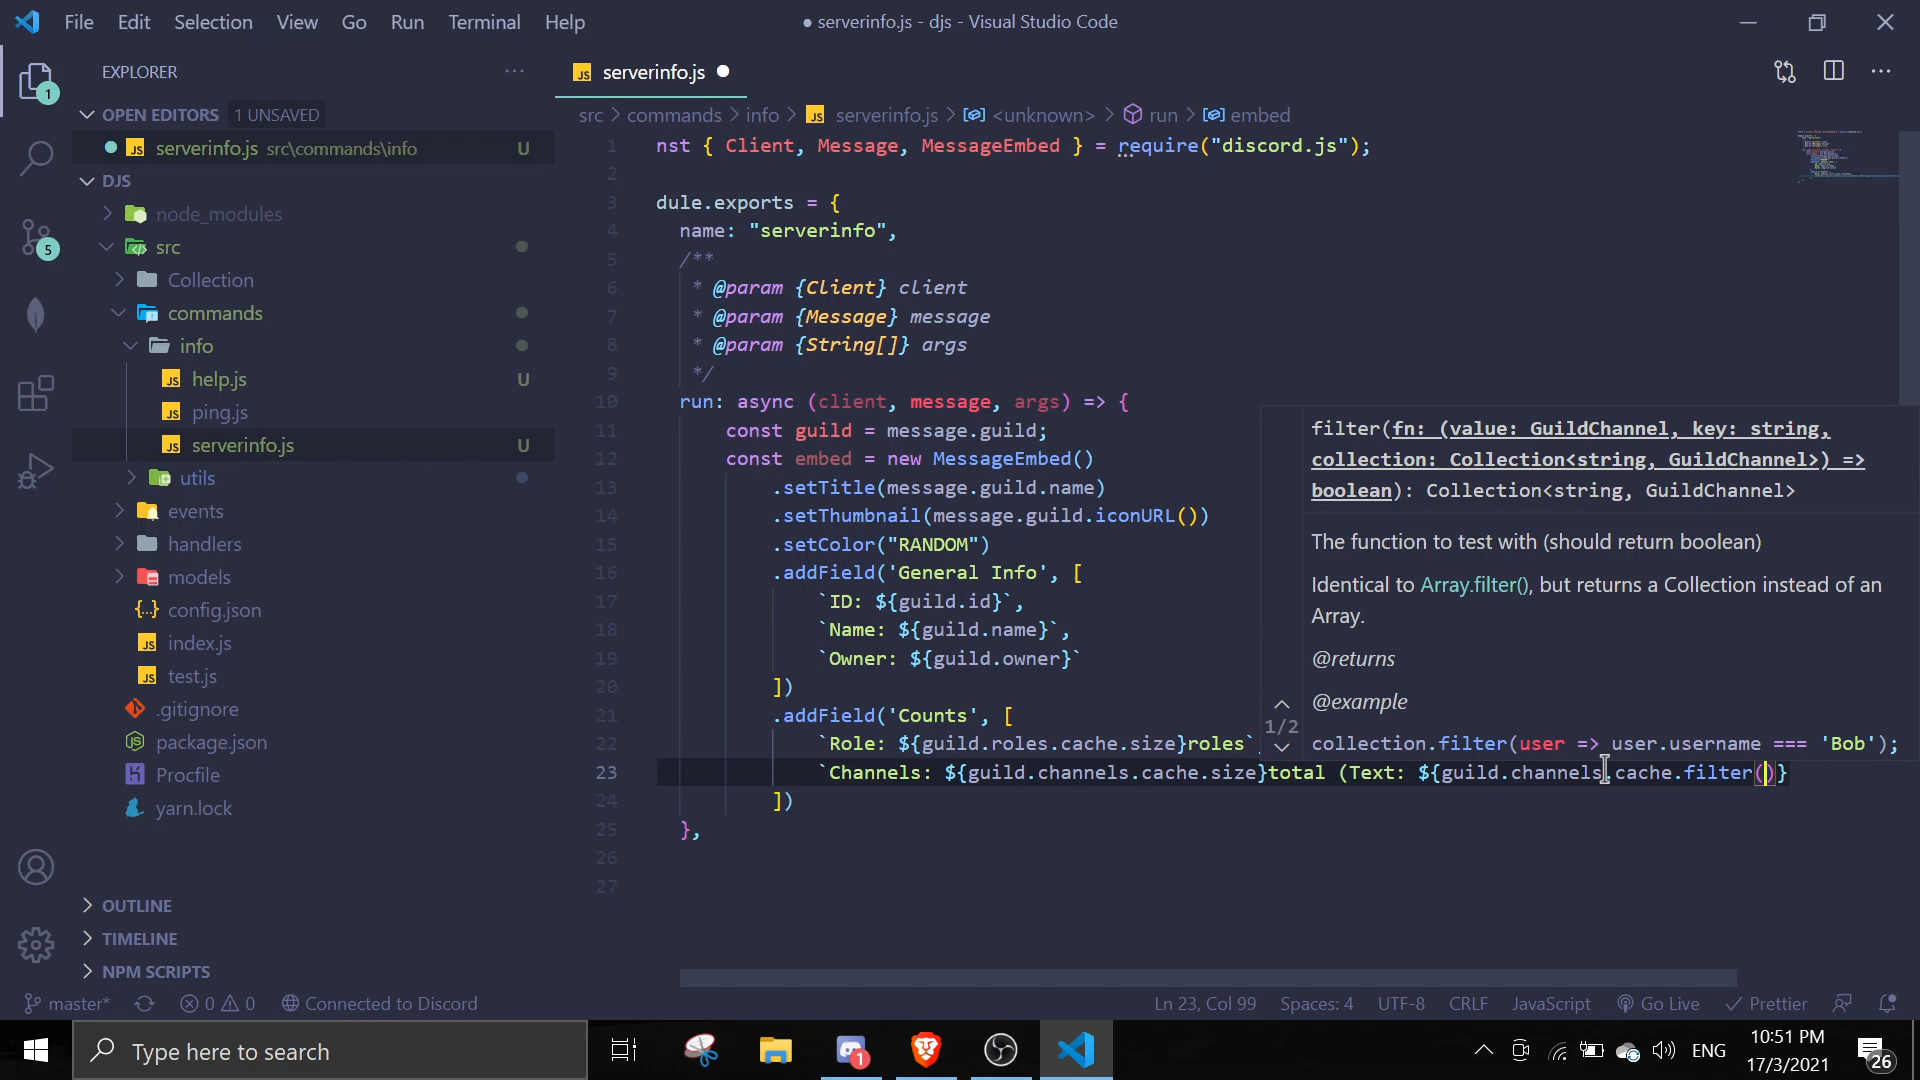 File Edit Selection View Go Run Terminal Help
● serverinfo.js - djs - Visual Studio Code
EXPLORER
OPEN EDITORS 1 UNSAVED
JS serverinfo.js src\commands\info U
DJS
node_modules
src
Collection
commands
info
JS help.js U
JS ping.js
JS serverinfo.js U
utils
events
handlers
models
config.json
JS index.js
JS test.js
.gitignore
package.json
Procfile
yarn.lock
OUTLINE
TIMELINE
NPM SCRIPTS
1
5
JS serverinfo.js
src > commands > info > JS serverinfo.js > <unknown> > run > embed
1 nst { Client, Message, MessageEmbed } = require("discord.js");
2
3 dule.exports = {
4 name: "serverinfo",
5 /**
6 * @param {Client} client
7 * @param {Message} message
8 * @param {String[]} args
9 */
10 run: async (client, message, args) => {
11 const guild = message.guild;
12 const embed = new MessageEmbed()
13 .setTitle(message.guild.name)
14 .setThumbnail(message.guild.iconURL())
15 .setColor("RANDOM")
16 .addField('General Info', [
17 `ID: ${guild.id}`,
18 `Name: ${guild.name}`,
19 `Owner: ${guild.owner}`
20 ])
21 .addField('Counts', [
22 `Role: ${guild.roles.cache.size}roles`
23 `Channels: ${guild.channels.cache.size}total (Text: ${guild.channels.cache.filter()}
24 ])
25 },
26
27
filter(fn: (value: GuildChannel, key: string,
collection: Collection<string, GuildChannel>) =>
boolean): Collection<string, GuildChannel>
The function to test with (should return boolean)
Identical to Array.filter(), but returns a Collection instead of an
Array.
@returns
@example
1/2
collection.filter(user => user.username === 'Bob');
master* 0 0 Connected to Discord
Ln 23, Col 99 Spaces: 4 UTF-8 CRLF JavaScript Go Live Prettier
Type here to search
1
ENG
10:51 PM
17/3/2021
26